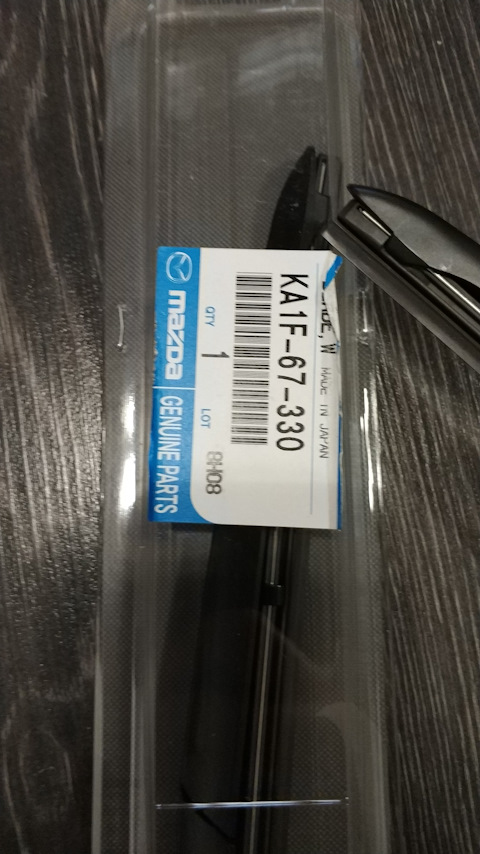 MADE IN JAPAN
KA1F-67-330
QTY 1 LOT 8H08
mazda GENUINE PARTS